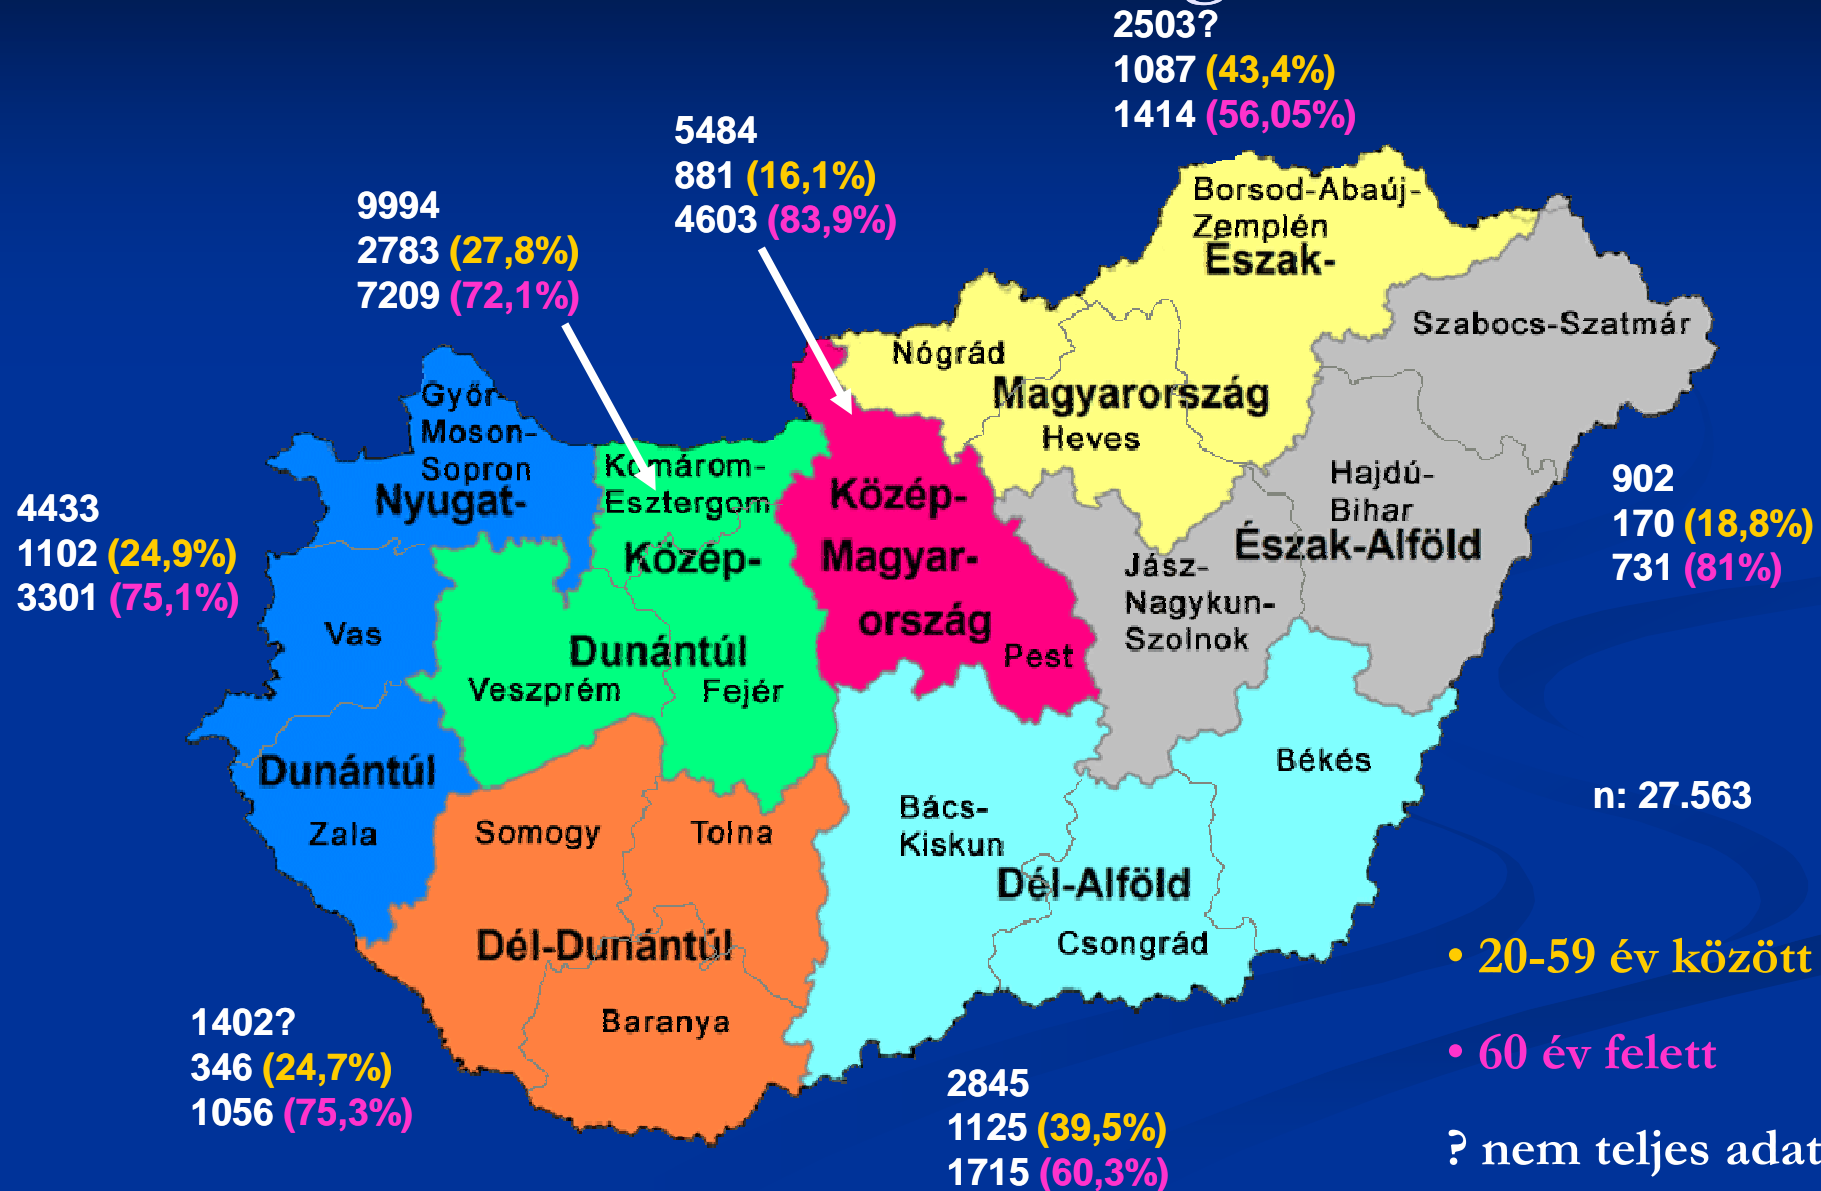 2503?
1087 (43,4%)
1414 (56,05%)
5484
881 (16,1%)
4603 (83,9%)
9994
2783 (27,8%)
7209 (72,1%)
Borsod-Abaúj-
Zemplén
Észak-
Szabocs-Szatmár
Nógrád
Magyarország
Heves
Győr-
Moson-
Sopron
Nyugat-
Komárom-
Esztergom
Közép-
Dunántúl
Veszprém
Fejér
Közép-
Magyar-
ország
Pest
Hajdú-
Bihar
Észak-Alföld
Jász-
Nagykun-
Szolnok
902
170 (18,8%)
731 (81%)
4433
1102 (24,9%)
3301 (75,1%)
Vas
Dunántúl
Zala
Somogy
Tolna
Dél-Dunántúl
Baranya
Bács-
Kiskun
Dél-Alföld
Csongrád
Békés
n: 27.563
1402?
346 (24,7%)
1056 (75,3%)
2845
1125 (39,5%)
1715 (60,3%)
• 20-59 év között
• 60 év felett
? nem teljes adat